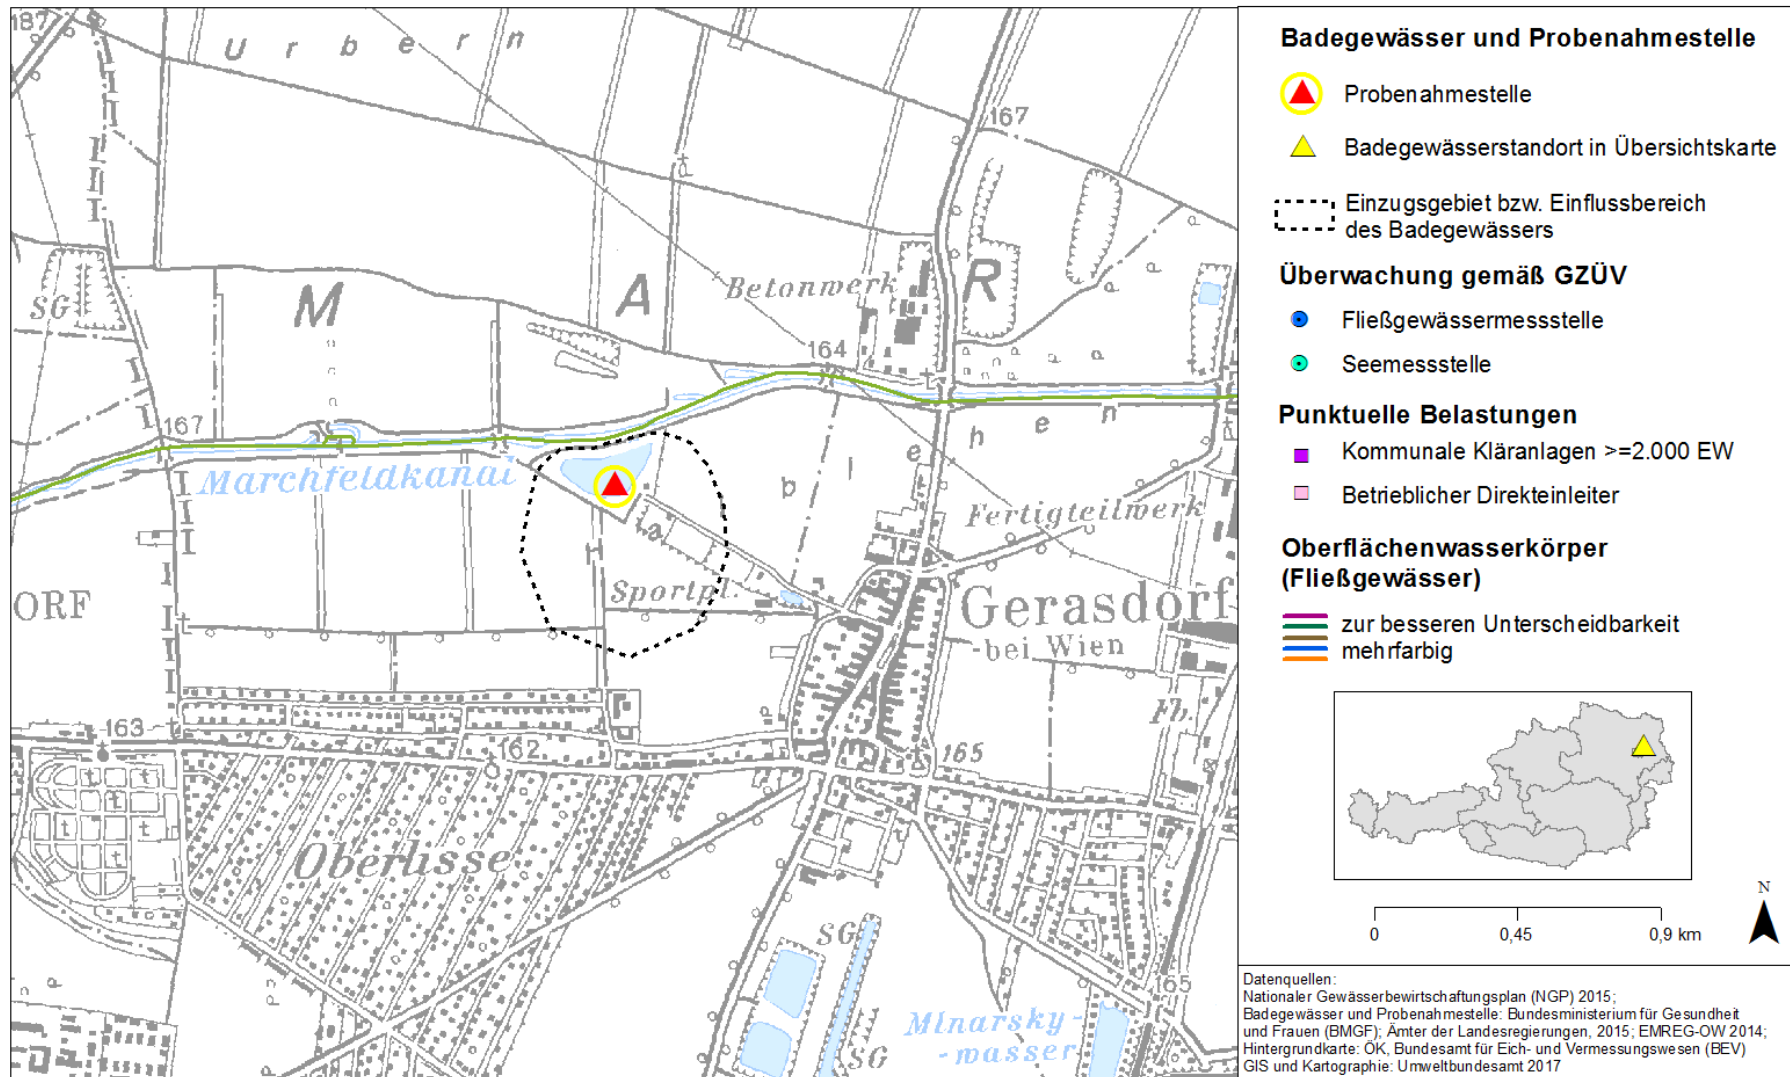 187
Urbern
167
SG
M
A
R
Betonwerk
164
167
Marchfeldkanal
Fertigteilwerk
Sportpl.
ORF
Gerasdorf
-bei Wien
Fb.
163
162
165
Oberlisse
SG
165
SG
Mlnarsky-
-wasser
Badegewässer und Probenahmestelle
Probenahmestelle
Badegewässerstandort in Übersichtskarte
Einzugsgebiet bzw. Einflussbereich
des Badegewässers
Überwachung gemäß GZÜV
Fließgewässermessstelle
Seemessstelle
Punktuelle Belastungen
Kommunale Kläranlagen >=2.000 EW
Betrieblicher Direkteinleiter
Oberflächenwasserkörper
(Fließgewässer)
zur besseren Unterscheidbarkeit
mehrfarbig
N
0 0,45 0,9 km
Datenquellen:
Nationaler Gewässerbewirtschaftungsplan (NGP) 2015;
Badegewässer und Probenahmestelle: Bundesministerium für Gesundheit
und Frauen (BMGF); Ämter der Landesregierungen, 2015; EMREG-OW 2014;
Hintergrundkarte: ÖK, Bundesamt für Eich- und Vermessungswesen (BEV)
GIS und Kartographie: Umweltbundesamt 2017